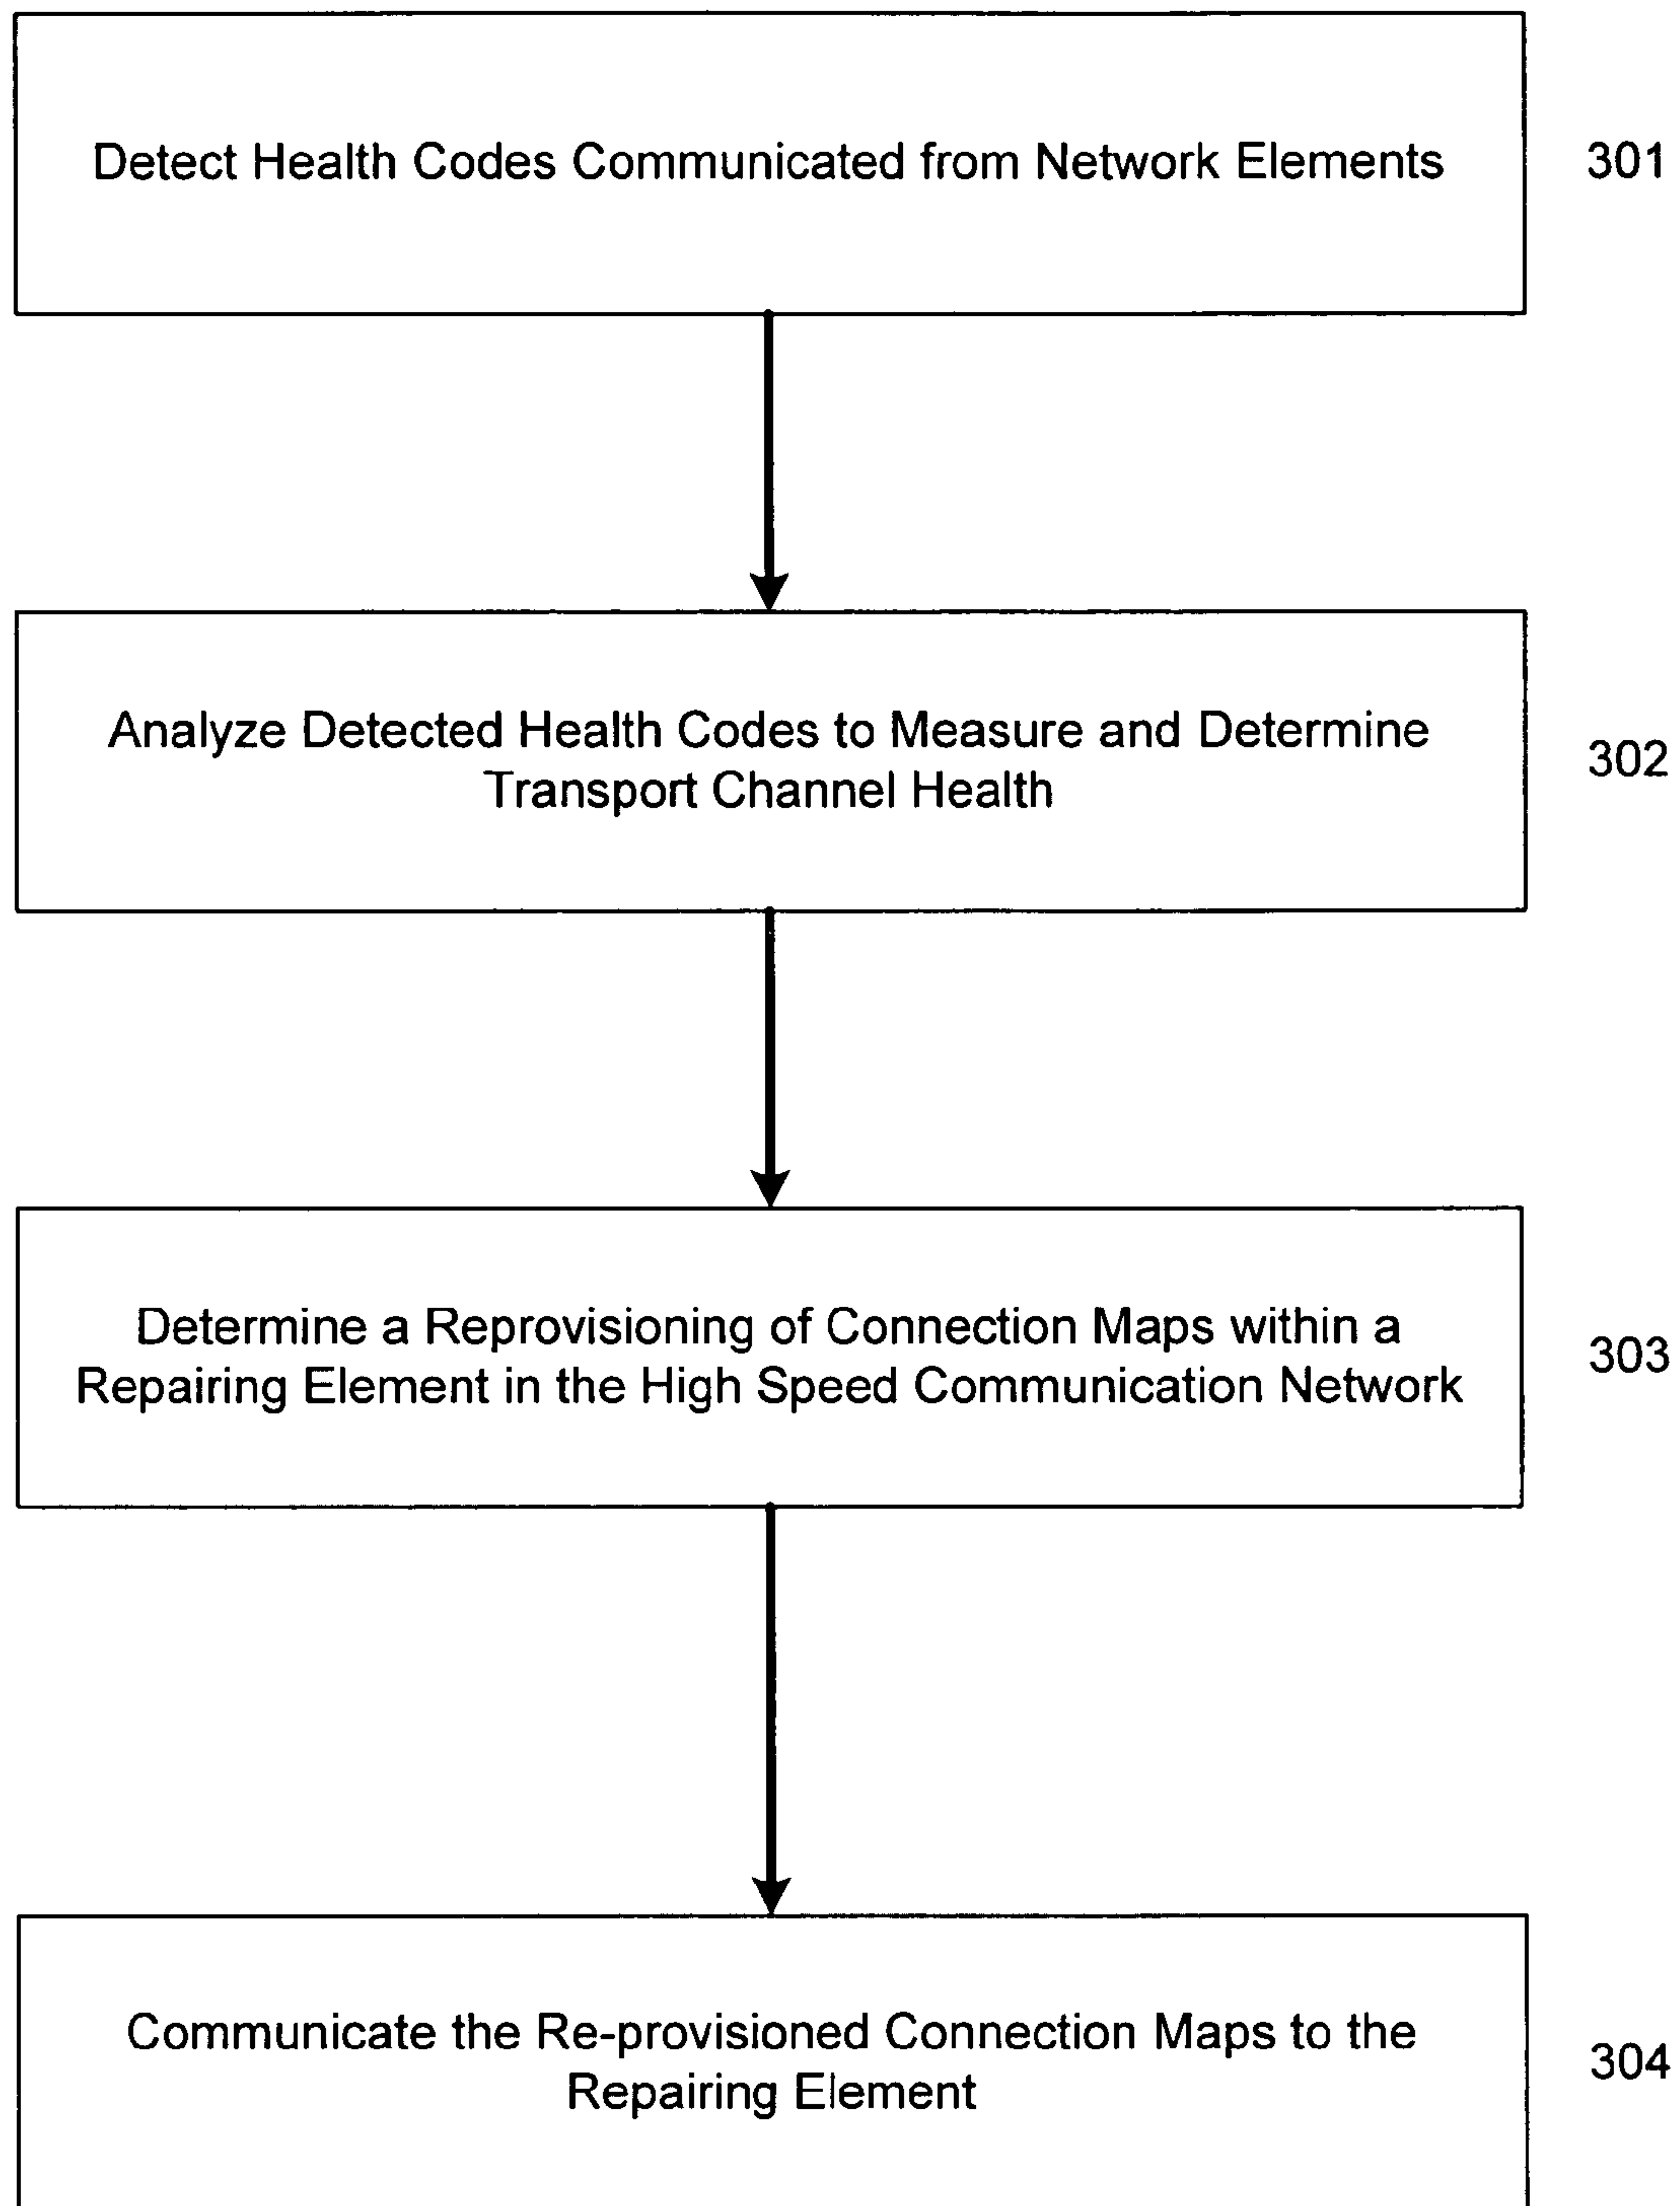 Detect Health Codes Communicated from Network Elements
301
Analyze Detected Health Codes to Measure and Determine
Transport Channel Health
302
Determine a Reprovisioning of Connection Maps within a
Repairing Element in the High Speed Communication Network
303
Communicate the Re-provisioned Connection Maps to the
Repairing Element
304